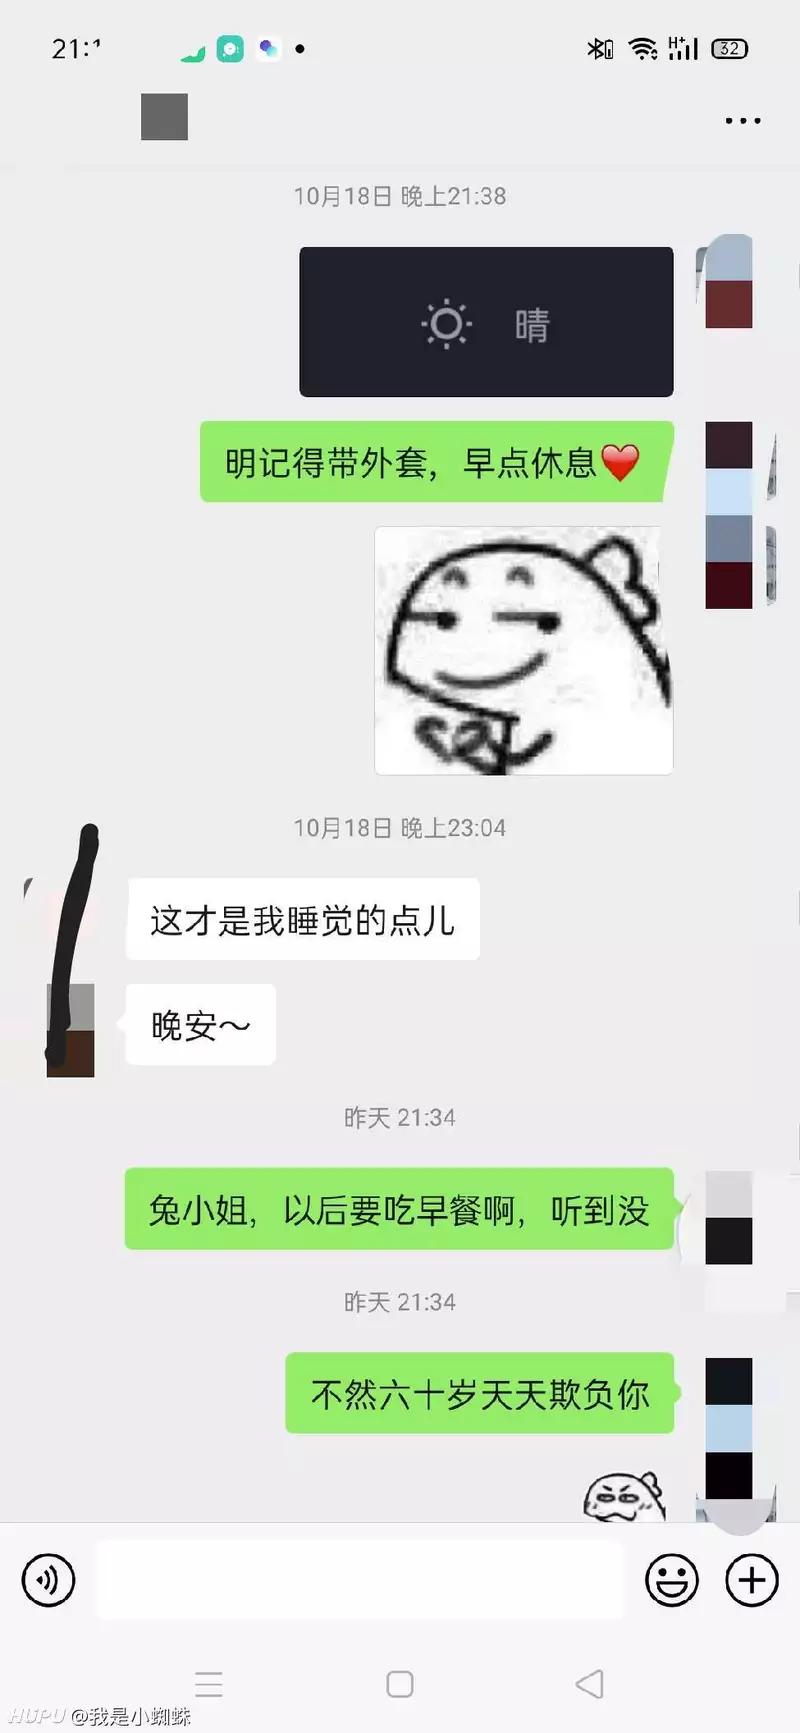 21:1
H+
32
10月18日 晚上21:38
晴
明记得带外套，早点休息
10月18日 晚上23:04
这才是我睡觉的点儿
晚安～
昨天 21:34
兔小姐，以后要吃早餐啊，听到没
昨天 21:34
不然六十岁天天欺负你
HUPU @我是小蜘蛛